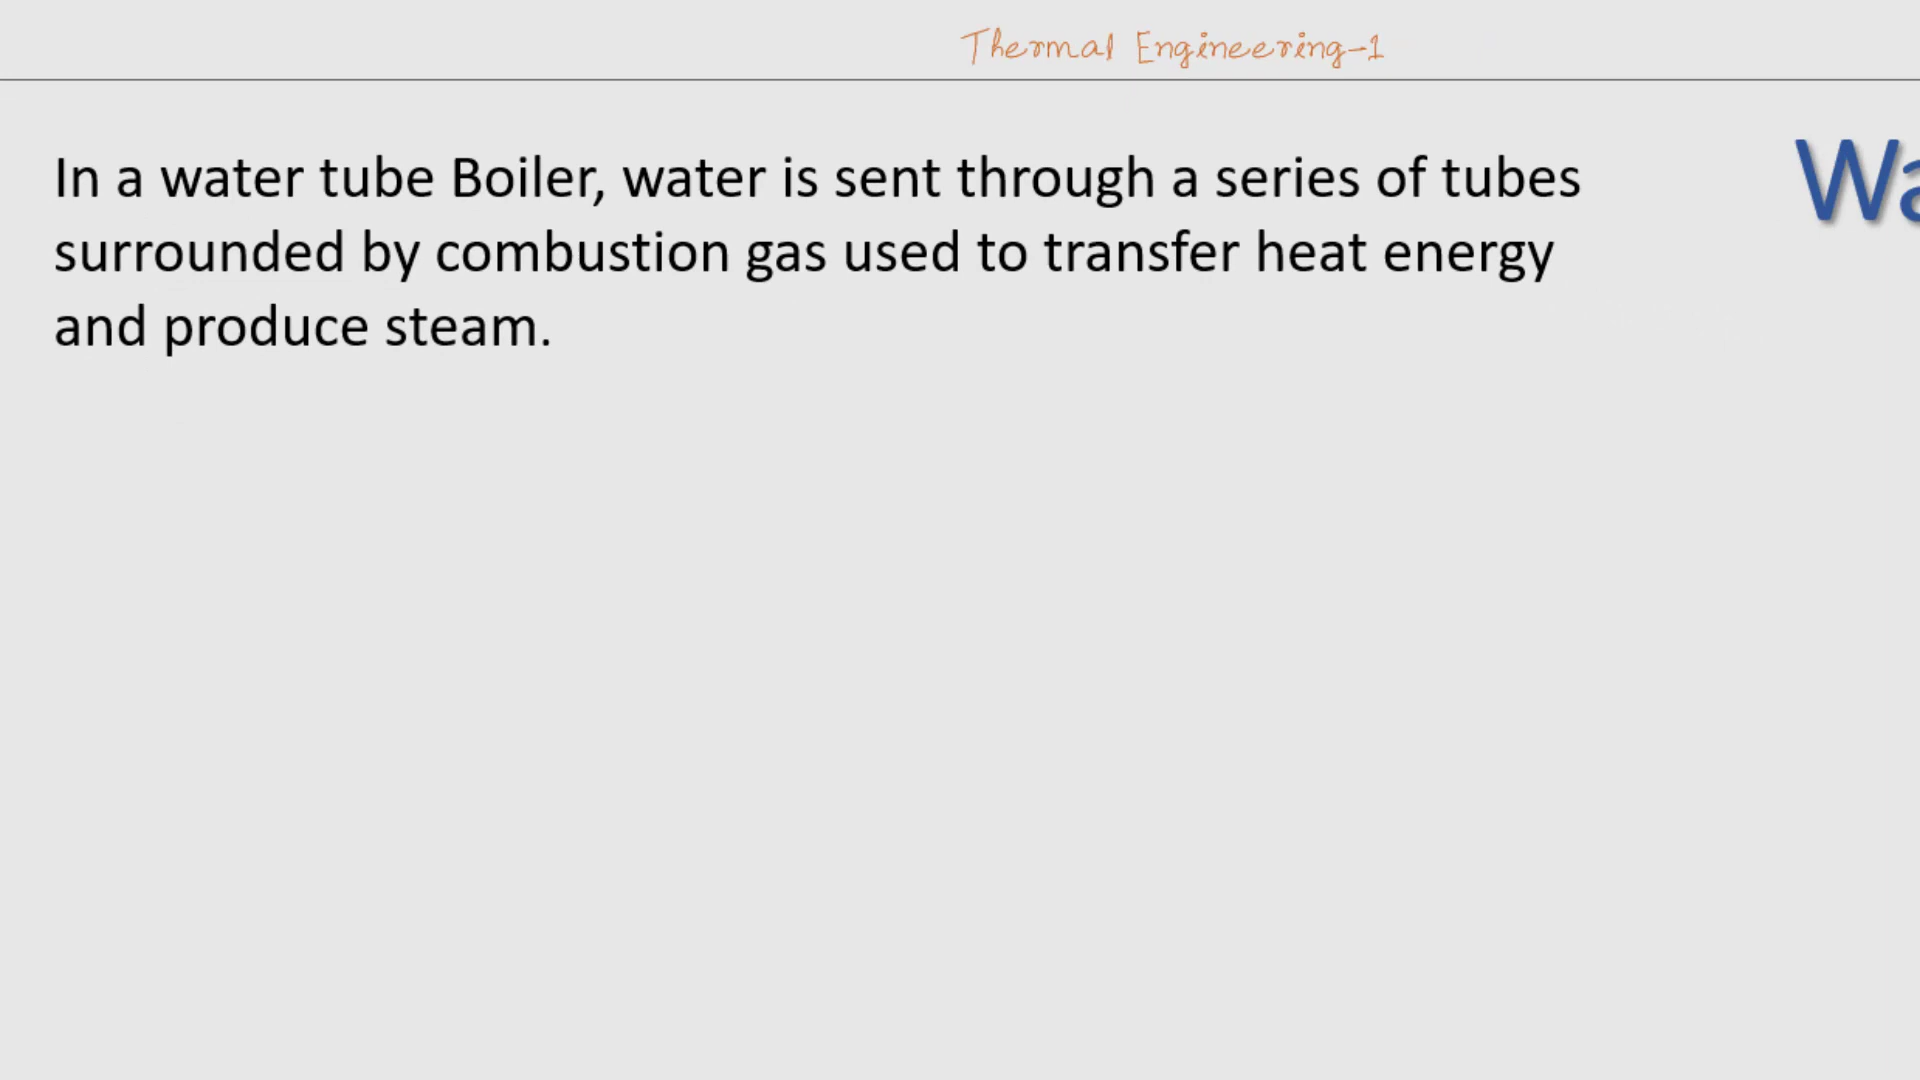 Thermal Engineering-1
In a water tube Boiler, water is sent through a series of tubes
surrounded by combustion gas used to transfer heat energy
and produce steam.
Wa